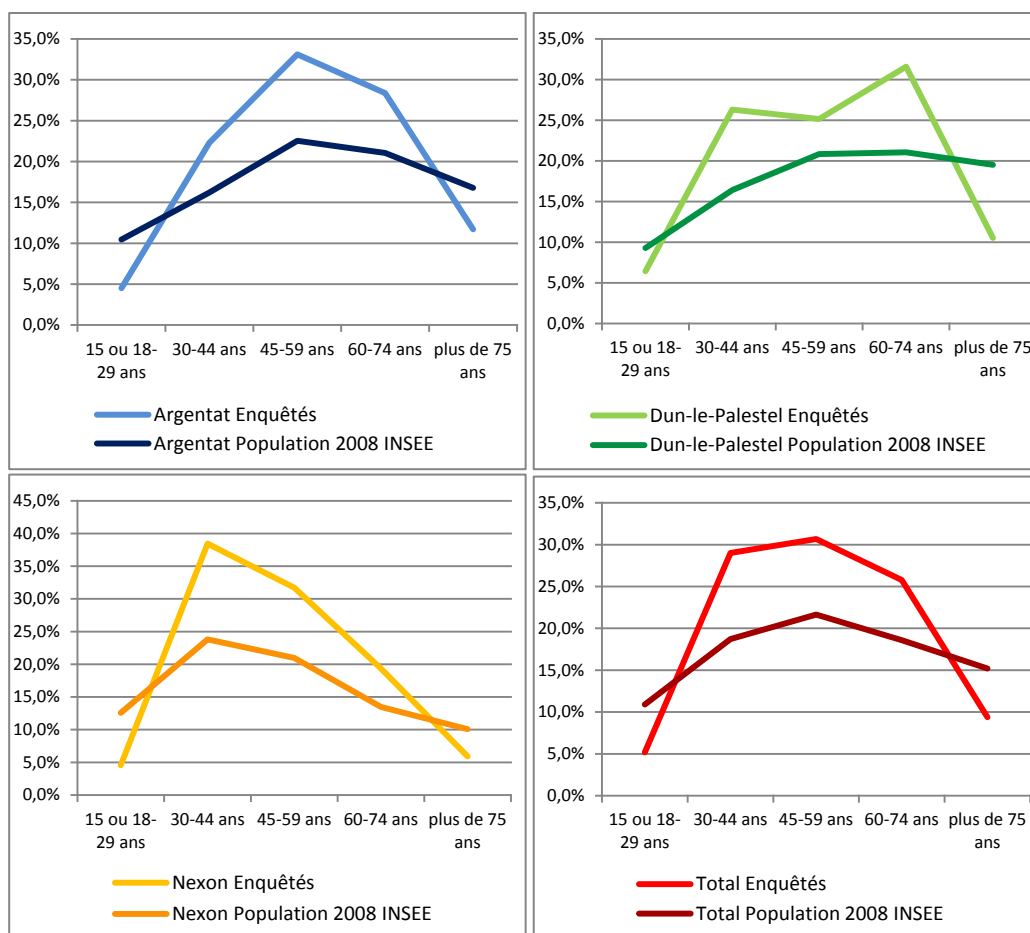 35,0%
30,0%
25,0%
20,0%
15,0%
10,0%
5,0%
0,0%
15 ou 18-
29 ans
30-44 ans
45-59 ans
60-74 ans
plus de 75
ans
Argentat Enquêtés
Argentat Population 2008 INSEE
35,0%
30,0%
25,0%
20,0%
15,0%
10,0%
5,0%
0,0%
15 ou 18-
29 ans
30-44 ans
45-59 ans
60-74 ans
plus de 75
ans
Dun-le-Palestel Enquêtés
Dun-le-Palestel Population 2008 INSEE
45,0%
40,0%
35,0%
30,0%
25,0%
20,0%
15,0%
10,0%
5,0%
0,0%
15 ou 18-
29 ans
30-44 ans
45-59 ans
60-74 ans
plus de 75
ans
Nexon Enquêtés
Nexon Population 2008 INSEE
35,0%
30,0%
25,0%
20,0%
15,0%
10,0%
5,0%
0,0%
15 ou 18-
29 ans
30-44 ans
45-59 ans
60-74 ans
plus de 75
ans
Total Enquêtés
Total Population 2008 INSEE